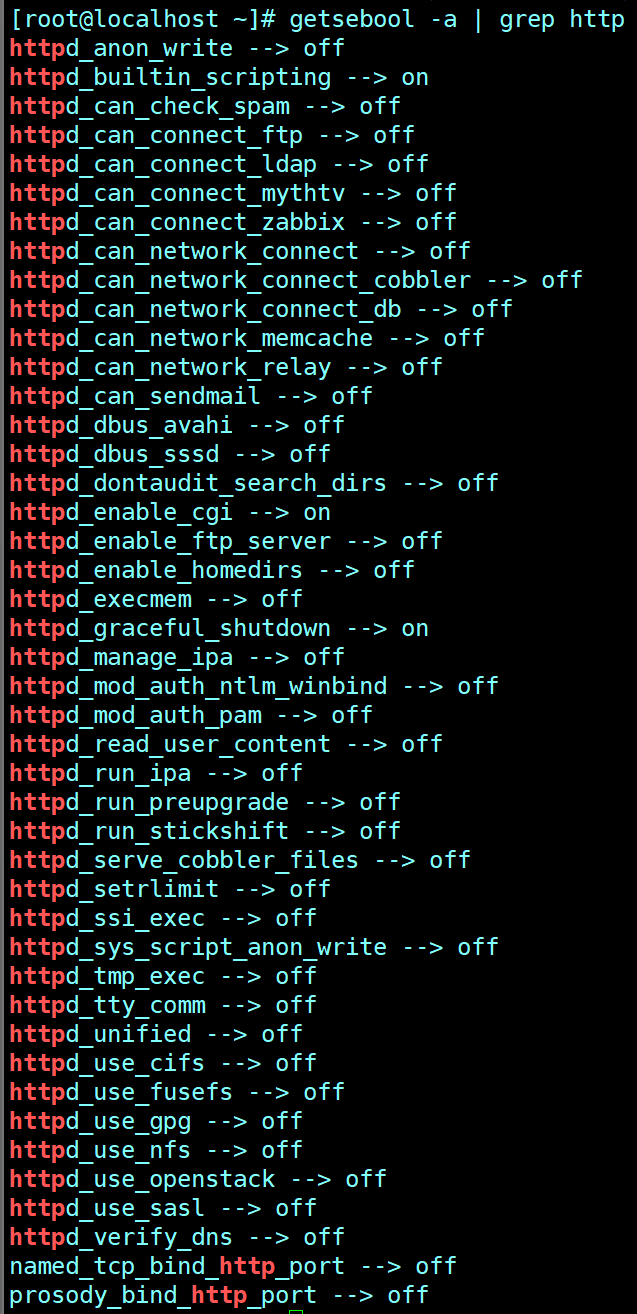 [root@localhost ~]# getsebool -a | grep http
httpd_anon_write --> off
httpd_builtin_scripting --> on
httpd_can_check_spam --> off
httpd_can_connect_ftp --> off
httpd_can_connect_ldap --> off
httpd_can_connect_mythtv --> off
httpd_can_connect_zabbix --> off
httpd_can_network_connect --> off
httpd_can_network_connect_cobbler --> off
httpd_can_network_connect_db --> off
httpd_can_network_memcache --> off
httpd_can_network_relay --> off
httpd_can_sendmail --> off
httpd_dbus_avahi --> off
httpd_dbus_sssd --> off
httpd_dontaudit_search_dirs --> off
httpd_enable_cgi --> on
httpd_enable_ftp_server --> off
httpd_enable_homedirs --> off
httpd_execmem --> off
httpd_graceful_shutdown --> on
httpd_manage_ipa --> off
httpd_mod_auth_ntlm_winbind --> off
httpd_mod_auth_pam --> off
httpd_read_user_content --> off
httpd_run_ipa --> off
httpd_run_preupgrade --> off
httpd_run_stickshift --> off
httpd_serve_cobbler_files --> off
httpd_setrlimit --> off
httpd_ssi_exec --> off
httpd_sys_script_anon_write --> off
httpd_tmp_exec --> off
httpd_tty_comm --> off
httpd_unified --> off
httpd_use_cifs --> off
httpd_use_fusefs --> off
httpd_use_gpg --> off
httpd_use_nfs --> off
httpd_use_openstack --> off
httpd_use_sasl --> off
httpd_verify_dns --> off
named_tcp_bind_http_port --> off
prosody_bind_http_port --> off